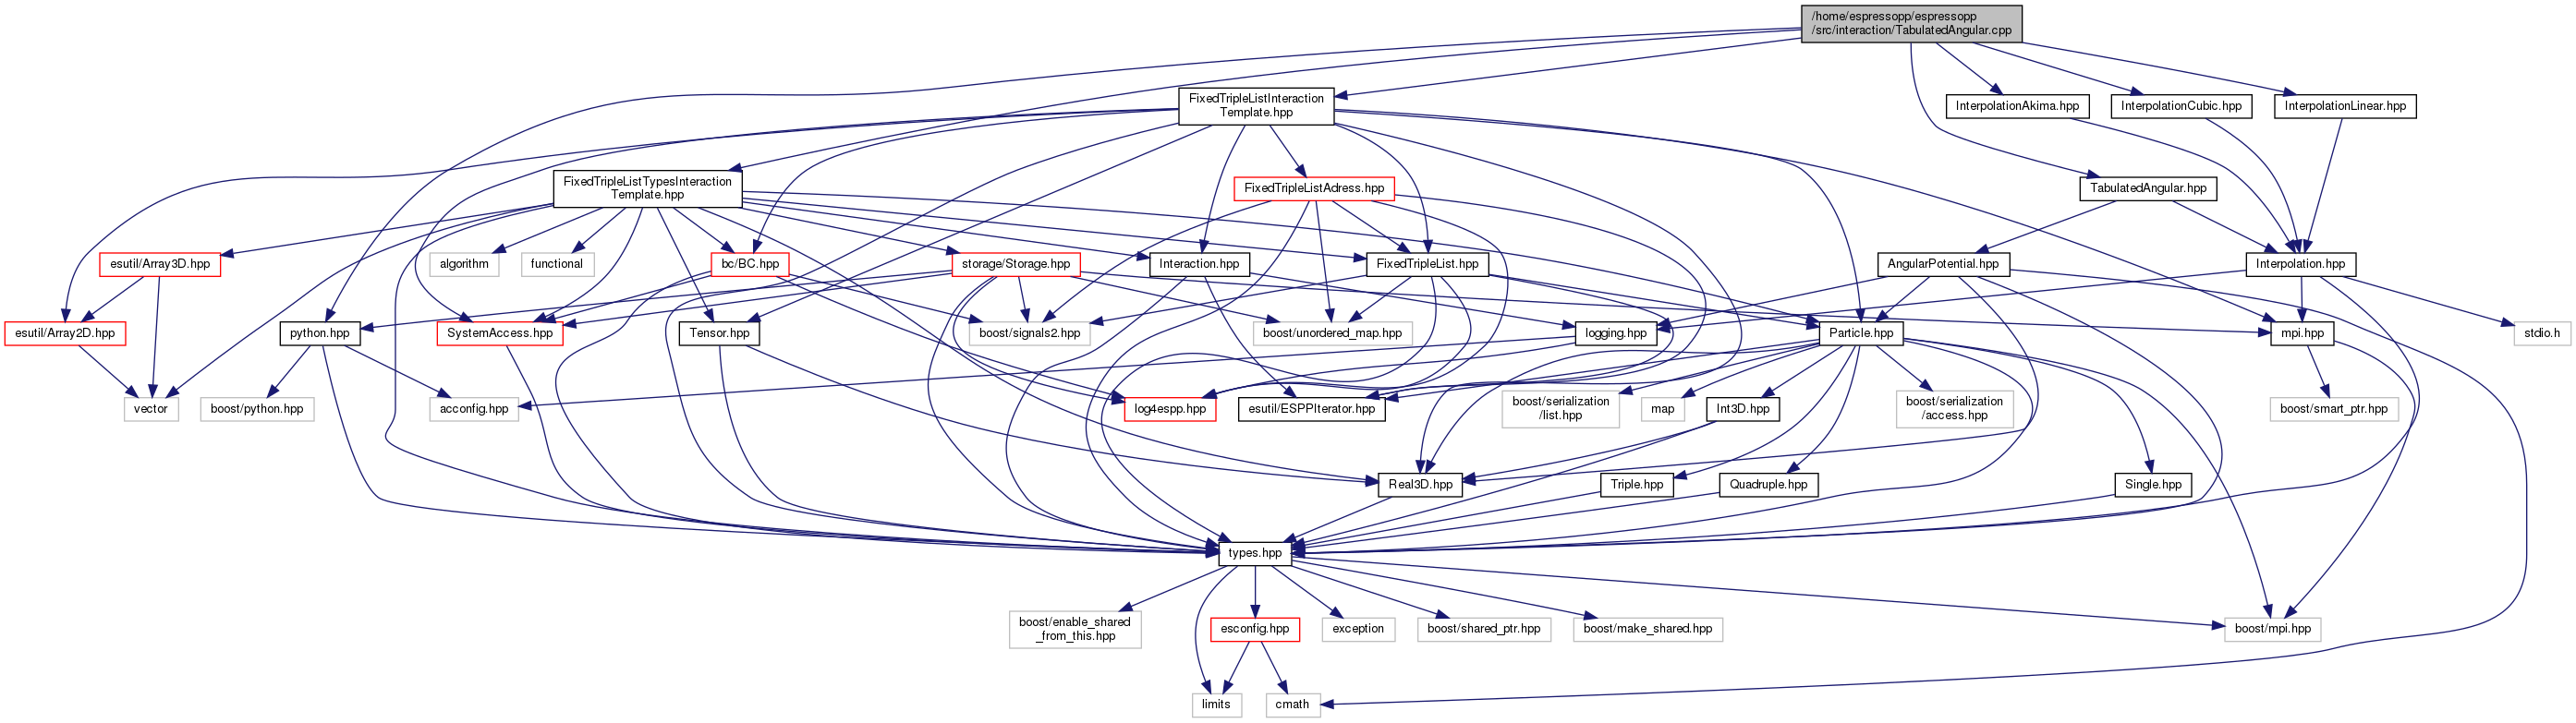 /home/espressopp/espressopp
/src/interaction/TabulatedAngular.cpp
FixedTripleListInteraction
Template.hpp
InterpolationAkima.hpp
InterpolationCubic.hpp
InterpolationLinear.hpp
FixedTripleListTypesInteraction
Template.hpp
FixedTripleListAdress.hpp
TabulatedAngular.hpp
esutil/Array3D.hpp
algorithm
functional
bc/BC.hpp
storage/Storage.hpp
Interaction.hpp
FixedTripleList.hpp
AngularPotential.hpp
Interpolation.hpp
esutil/Array2D.hpp
python.hpp
SystemAccess.hpp
Tensor.hpp
boost/signals2.hpp
boost/unordered_map.hpp
logging.hpp
Particle.hpp
mpi.hpp
stdio.h
vector
boost/python.hpp
acconfig.hpp
log4espp.hpp
esutil/ESPPIterator.hpp
boost/serialization
/list.hpp
map
Int3D.hpp
boost/serialization
/access.hpp
boost/smart_ptr.hpp
Real3D.hpp
Triple.hpp
Quadruple.hpp
Single.hpp
types.hpp
boost/enable_shared
_from_this.hpp
esconfig.hpp
exception
boost/shared_ptr.hpp
boost/make_shared.hpp
boost/mpi.hpp
limits
cmath